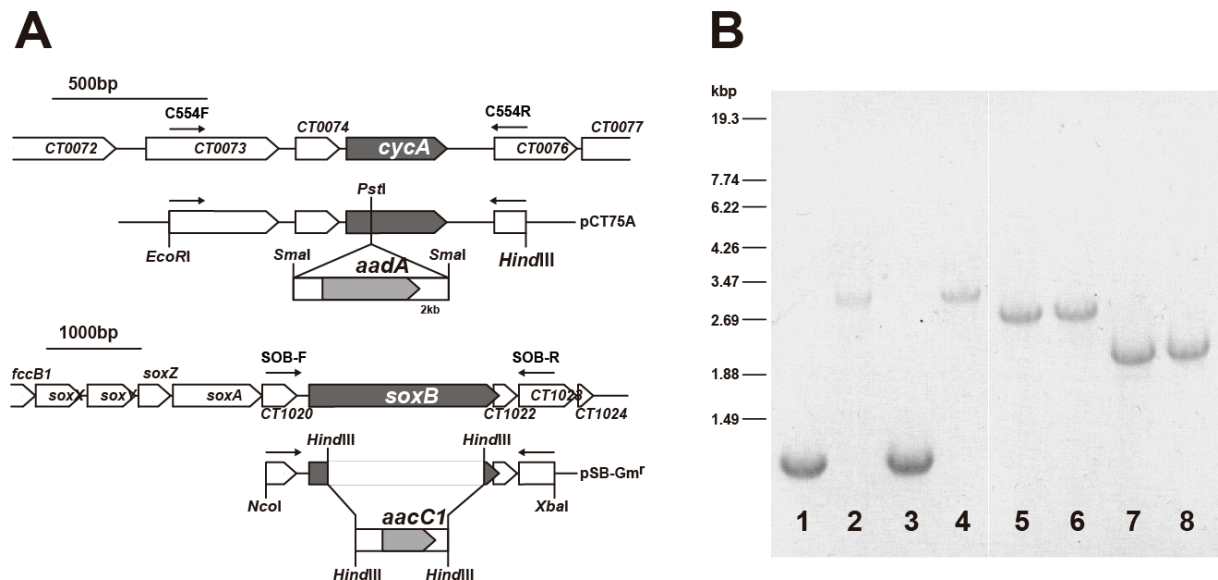 A
500bp
C554F
C554R
CT0074
CT0077
CT0072
CT0073
cycA
CT0076
PstI
pCT75A
EcoRI
SmaI
SmaI
HindIII
aadA
2kb
1000bp
SOB-F
SOB-R
fccB1
soxZ
soxX
soxY
soxA
soxB
CT1023
CT1020
CT1022
CT1024
HindIII
HindIII
pSB-Gmr
NcoI
XbaI
aacC1
HindIII
HindIII
B
kbp
19.3
7.74
6.22
4.26
3.47
2.69
1.88
1.49
1 2 3 4 5 6 7 8